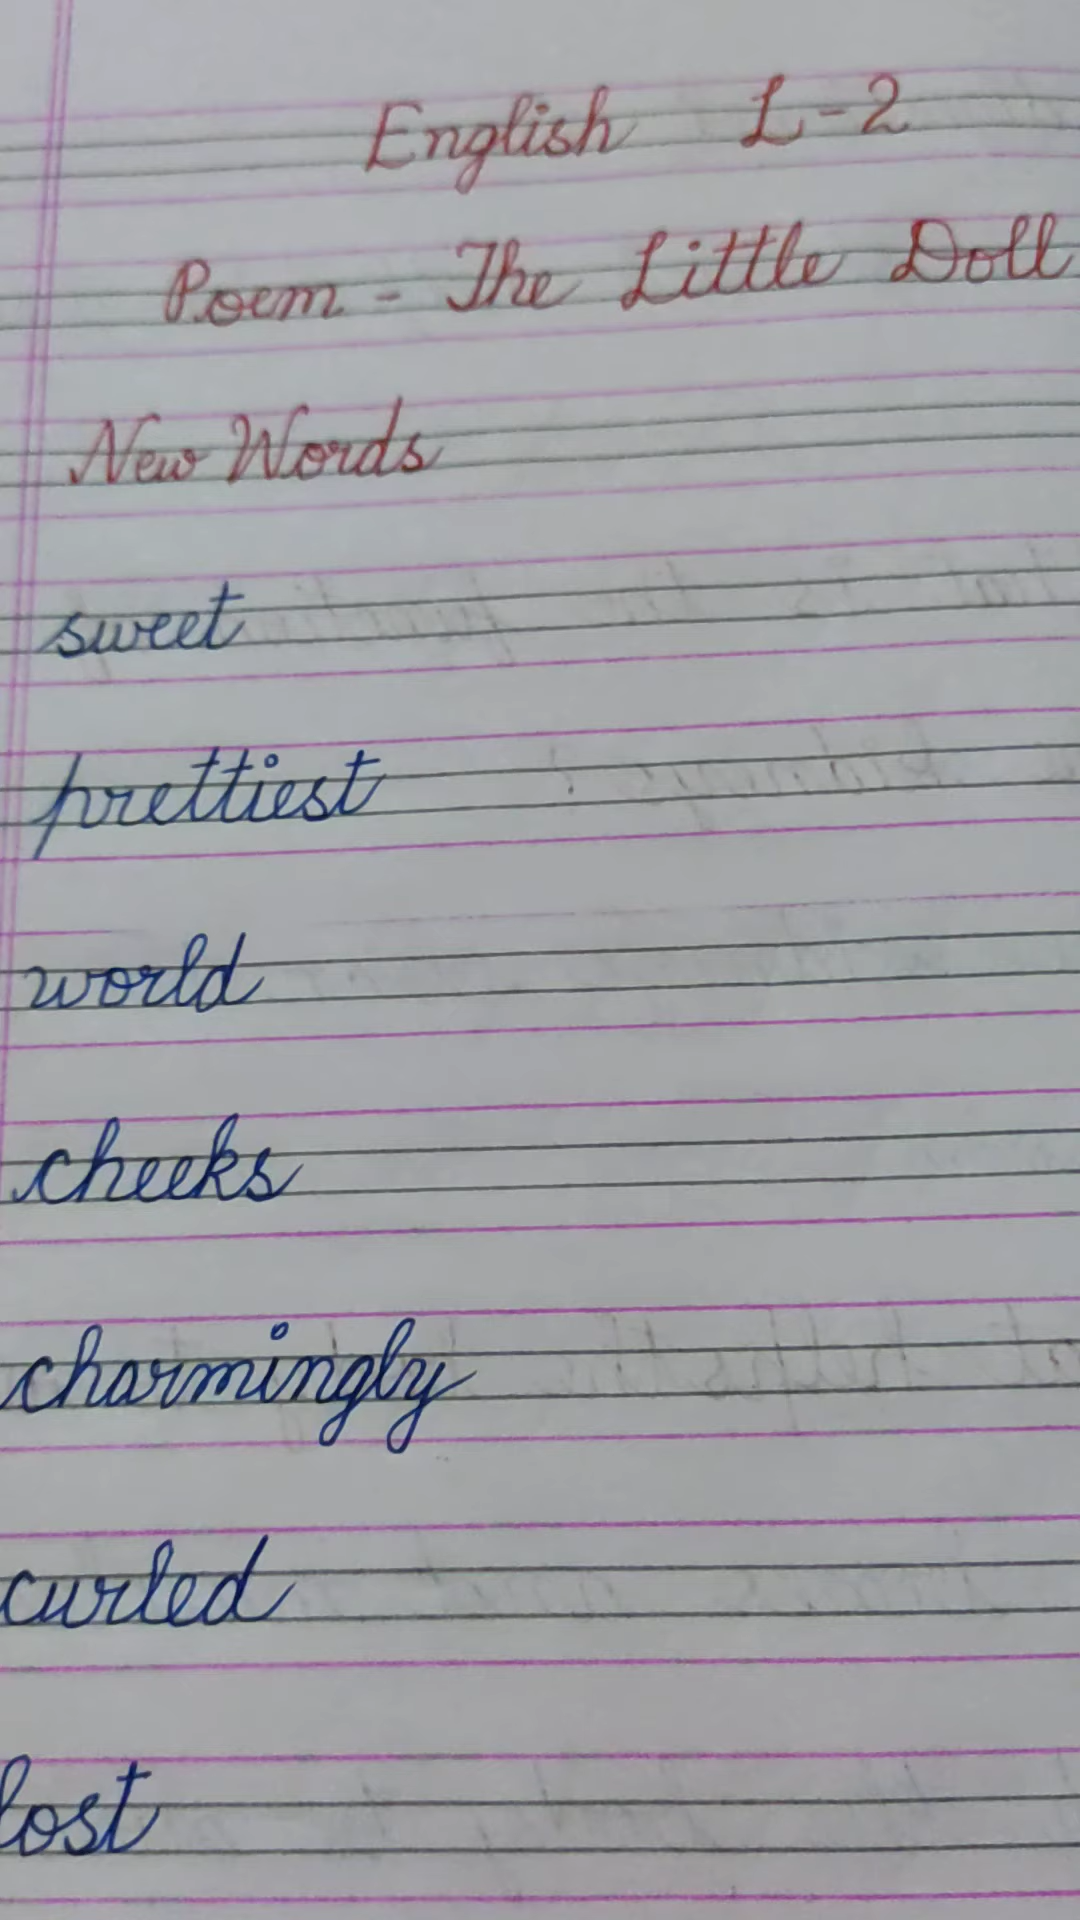 English L-2
Poem - The Little Doll
New Words
sweet
prettiest
world
cheeks
charmingly
curled
lost